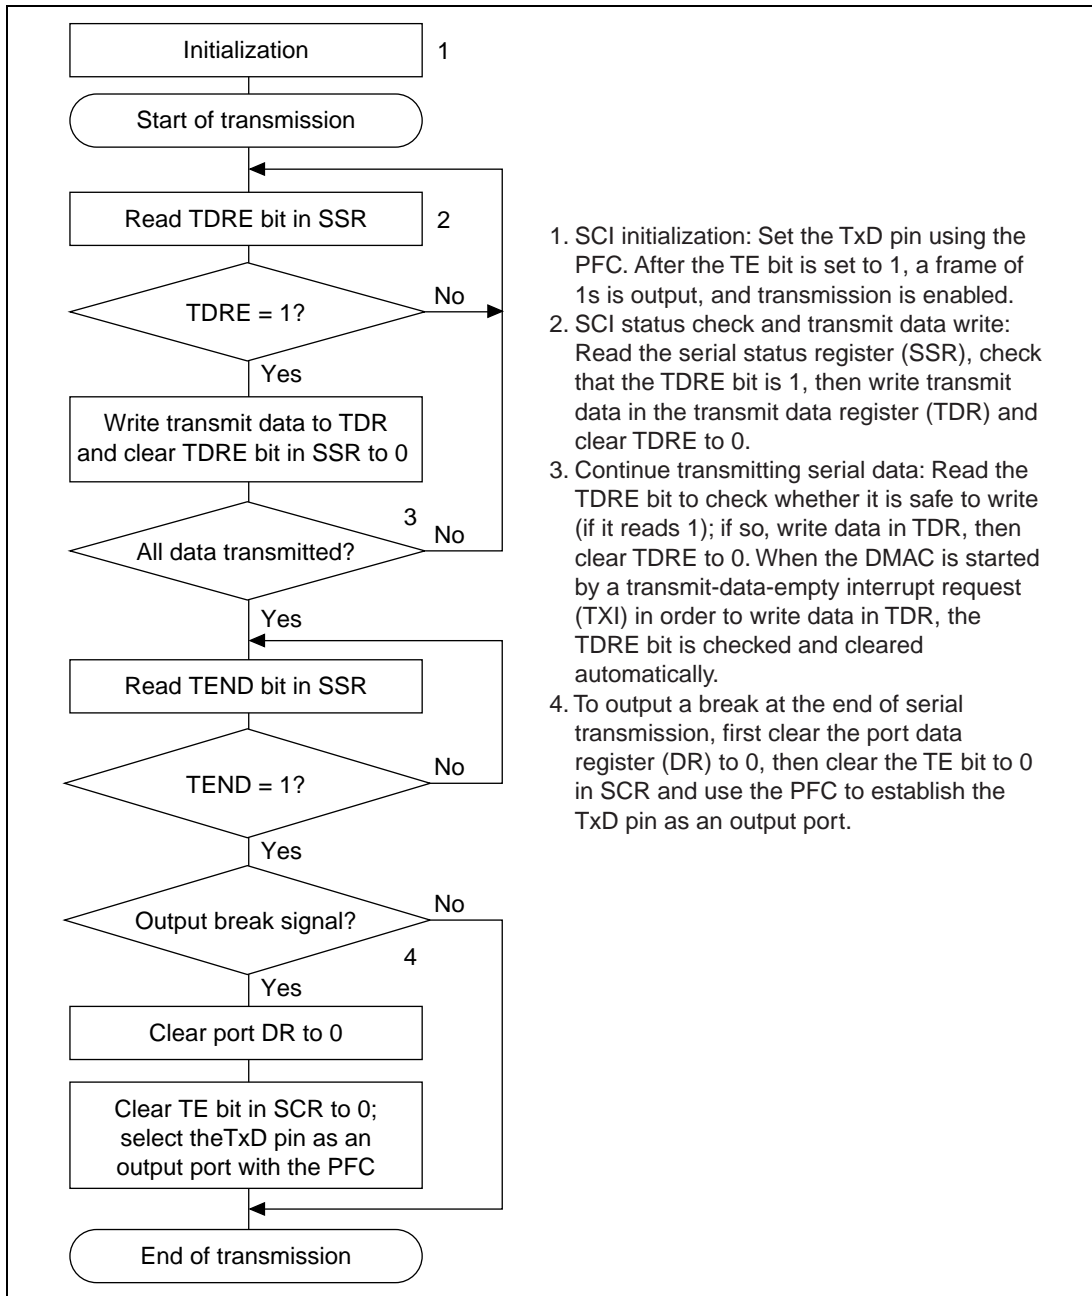 Initialization
1
Start of transmission
Read TDRE bit in SSR
2
TDRE = 1?
No
Yes
Write transmit data to TDR
and clear TDRE bit in SSR to 0
3
All data transmitted?
No
Yes
Read TEND bit in SSR
TEND = 1?
No
Yes
Output break signal?
No
4
Yes
Clear port DR to 0
Clear TE bit in SCR to 0;
select theTxD pin as an
output port with the PFC
End of transmission
1. SCI initialization: Set the TxD pin using the
PFC. After the TE bit is set to 1, a frame of
1s is output, and transmission is enabled.
2. SCI status check and transmit data write:
Read the serial status register (SSR), check
that the TDRE bit is 1, then write transmit
data in the transmit data register (TDR) and
clear TDRE to 0.
3. Continue transmitting serial data: Read the
TDRE bit to check whether it is safe to write
(if it reads 1); if so, write data in TDR, then
clear TDRE to 0. When the DMAC is started
by a transmit-data-empty interrupt request
(TXI) in order to write data in TDR, the
TDRE bit is checked and cleared
automatically.
4. To output a break at the end of serial
transmission, first clear the port data
register (DR) to 0, then clear the TE bit to 0
in SCR and use the PFC to establish the
TxD pin as an output port.